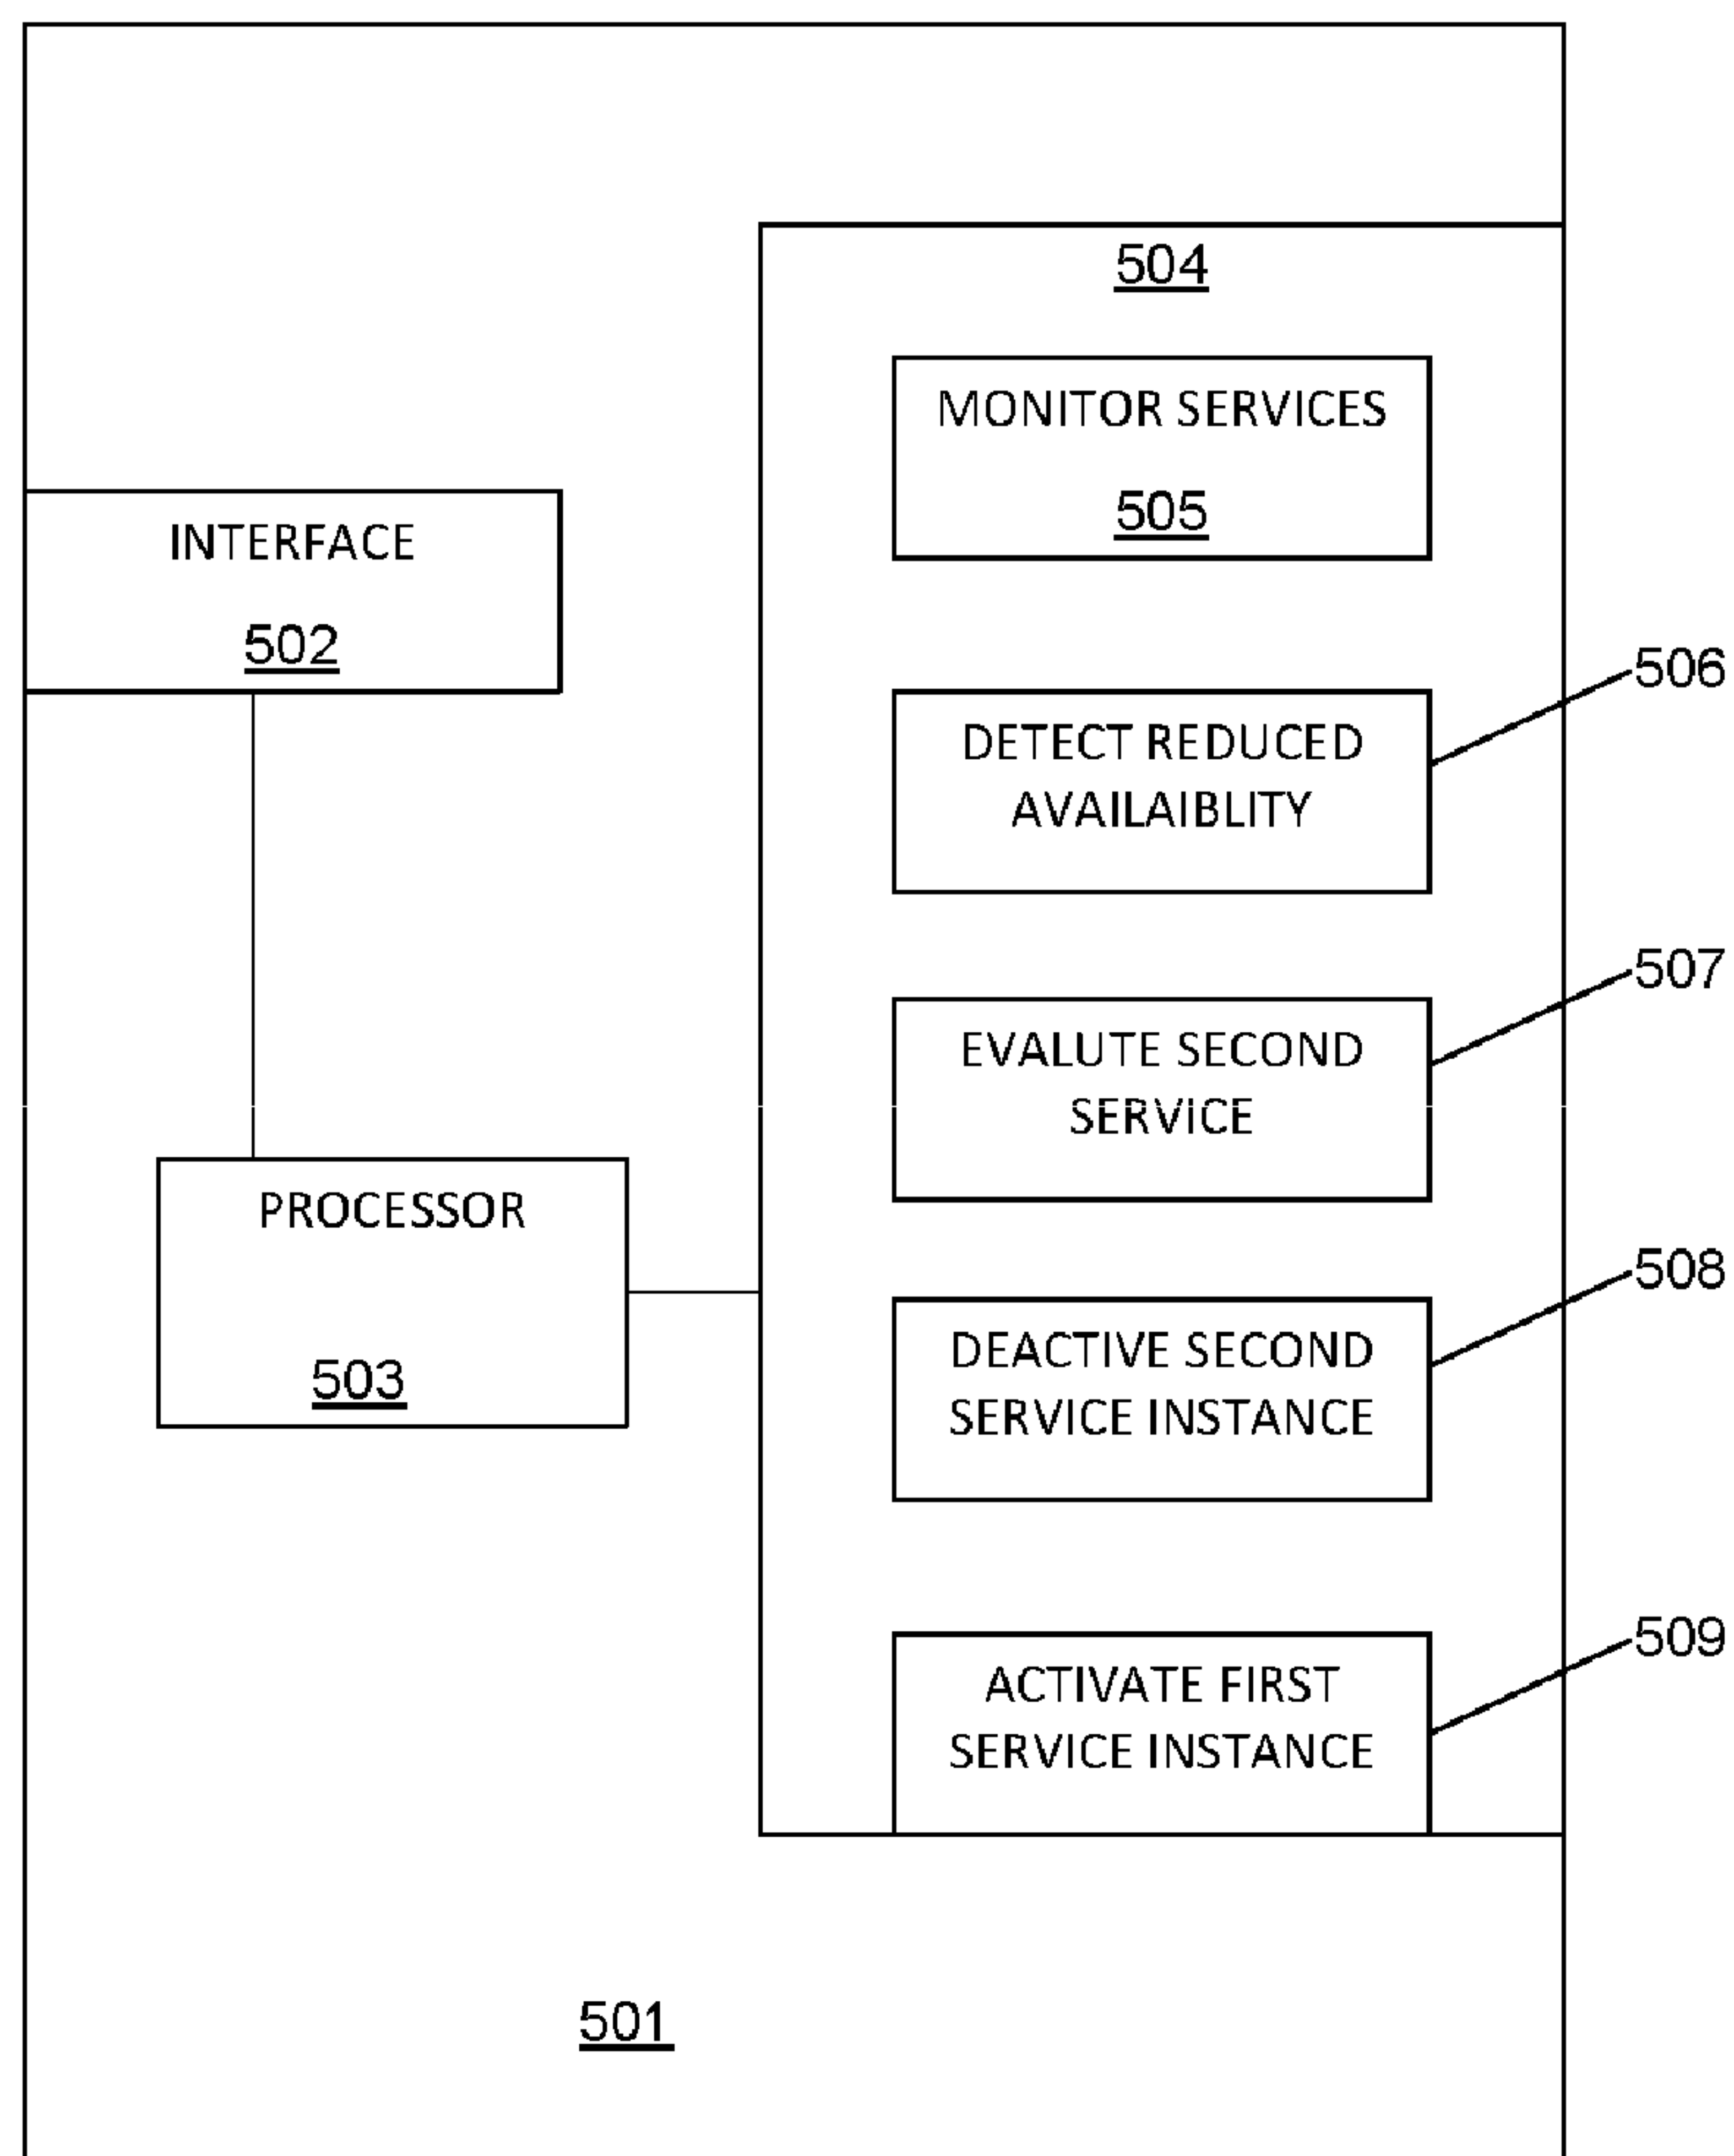 504
MONITOR SERVICES
505
INTERFACE
502
506
DETECT REDUCED
AVAILAIBLITY
507
EVALUTE SECOND
SERVICE
PROCESSOR
503
508
DEACTIVE SECOND
SERVICE INSTANCE
509
ACTIVATE FIRST
SERVICE INSTANCE
501